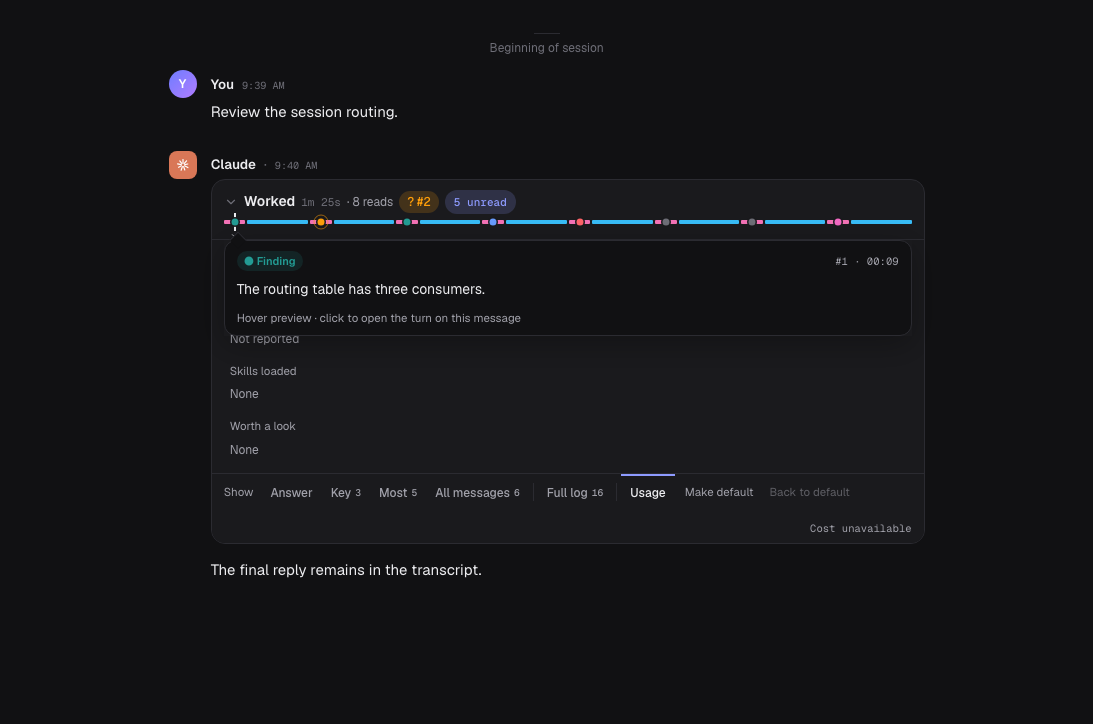 Beginning of session
Y You 9:39 AM
Review the session routing.
Claude · 9:40 AM
Worked 1m 25s · 8 reads ? #2 5 unread
Finding #1 · 00:09
The routing table has three consumers.
Hover preview · click to open the turn on this message
Not reported
Skills loaded
None
Worth a look
None
Show Answer Key 3 Most 5 All messages 6 Full log 16 Usage Make default Back to default
Cost unavailable
The final reply remains in the transcript.